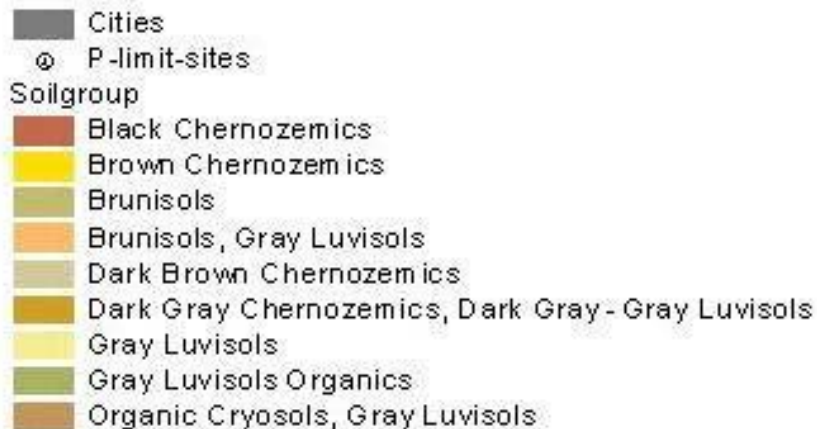 Cities
P-limit-sites
Soilgroup
Black Chernozemics
Brown Chernozemics
Brunisols
Brunisols, Gray Luvisols
Dark Brown Chernozemics
Dark Gray Chernozemics, Dark Gray - Gray Luvisols
Gray Luvisols
Gray Luvisols Organics
Organic Cryosols, Gray Luvisols